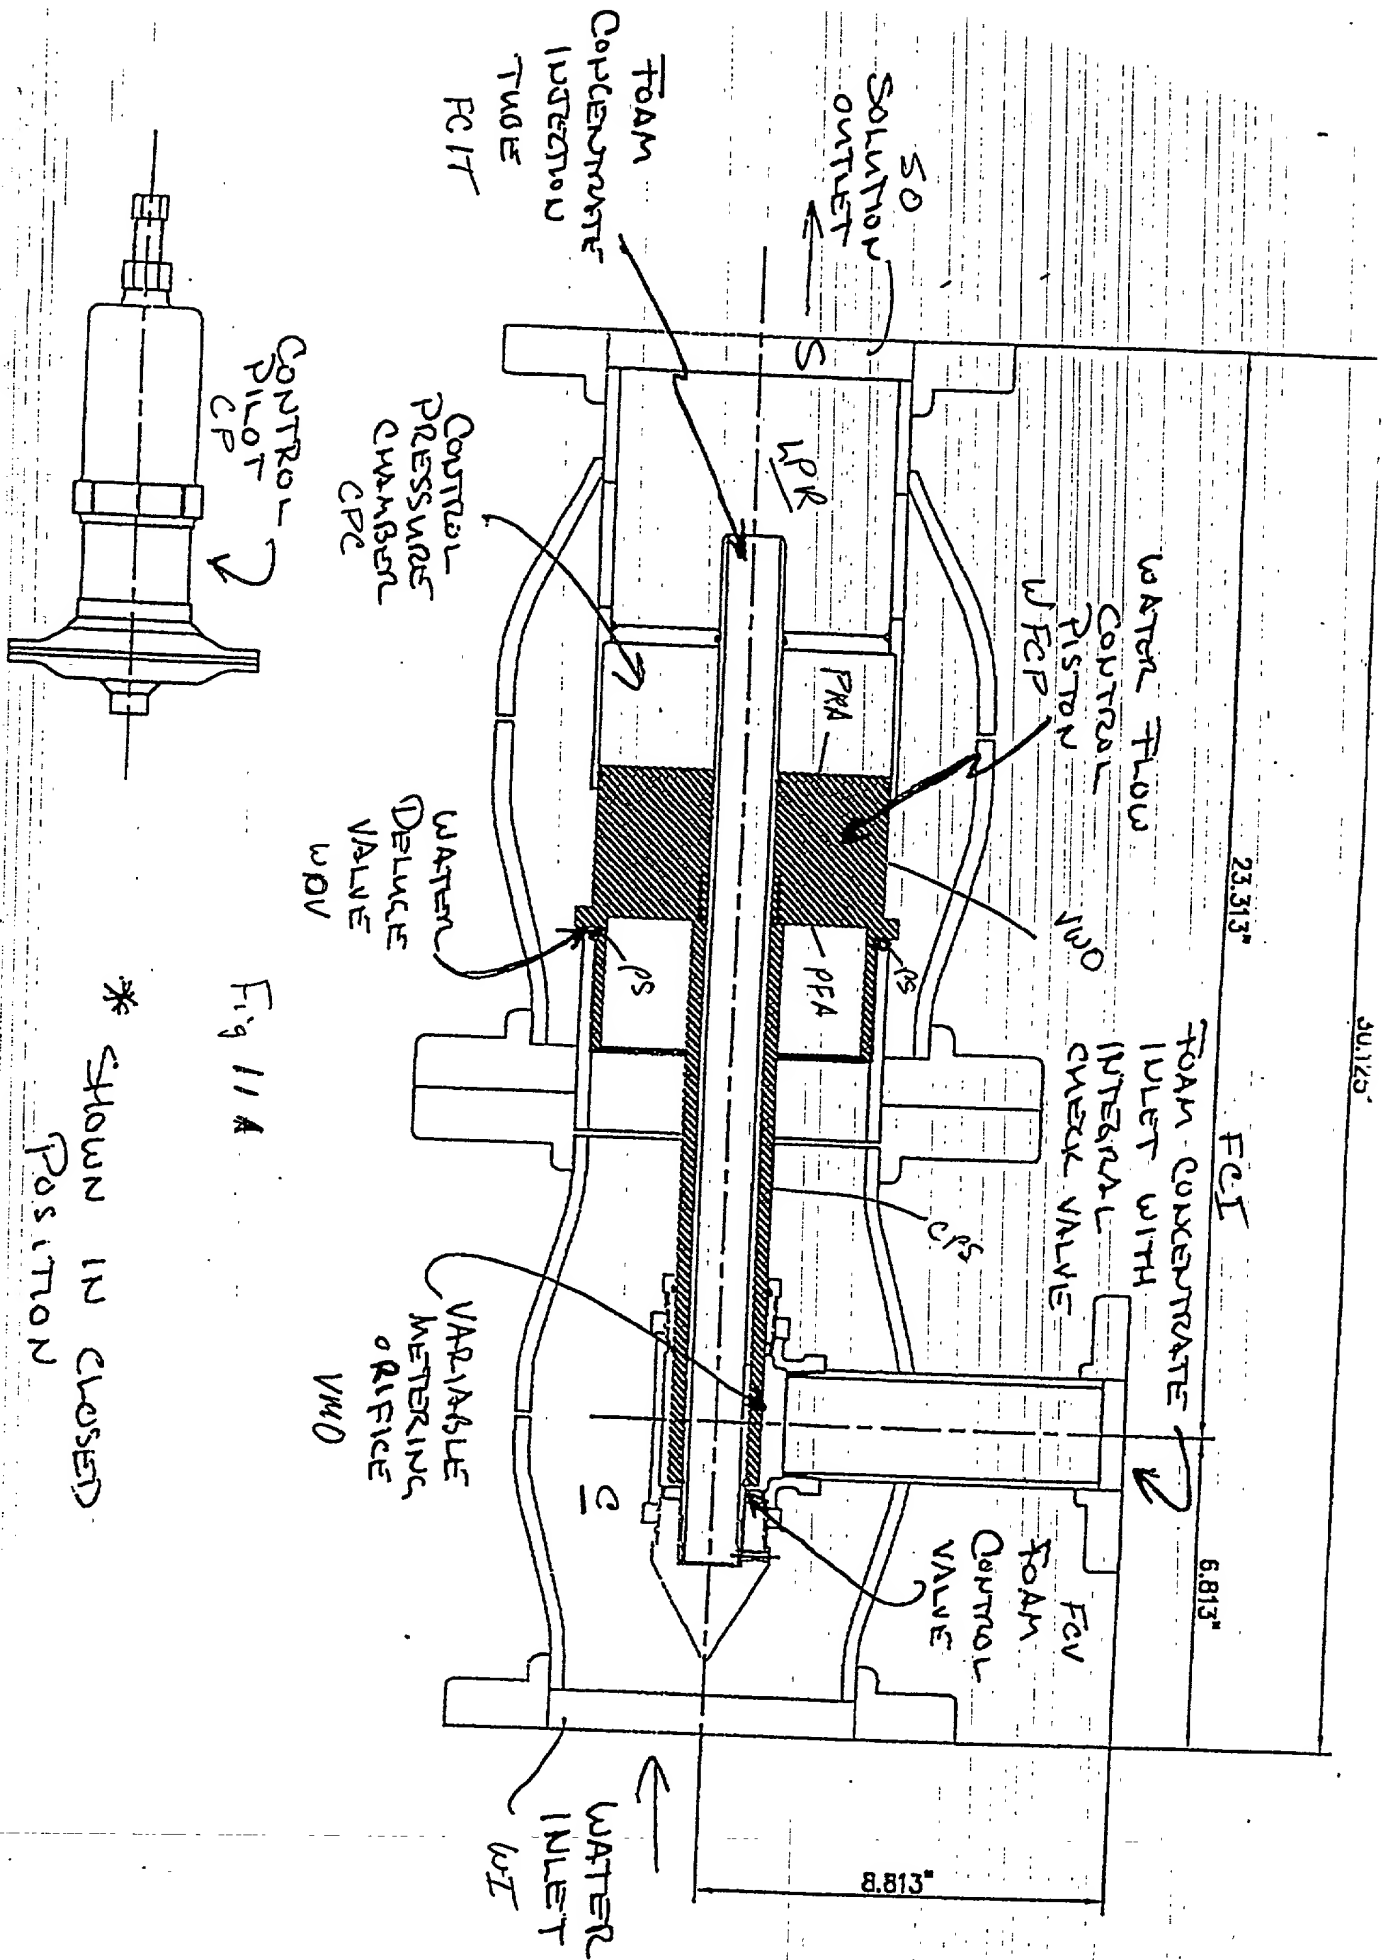 30.125"
23.313"
6.813"
8.813"
SO
SOLUTION
OUTLET
S
FOAM
CONCENTRATE
INJECTION
TUBE
FCIT
LPR
WATER FLOW
CONTROL
PISTON
WFCP
VWO
FCI
FOAM CONCENTRATE
INLET WITH
INTEGRAL
CHECK VALVE
FCV
FOAM
CONTROL
VALVE
PRA
PFA
PS
PS
CPS
C
CONTROL
PRESSURE
CHAMBER
CPC
WATER
DELUGE
VALVE
WDV
VARIABLE
METERING
ORIFICE
VMO
WATER
INLET
WI
CONTROL
PILOT
CP
Fig 11A
* SHOWN IN CLOSED
POSITION